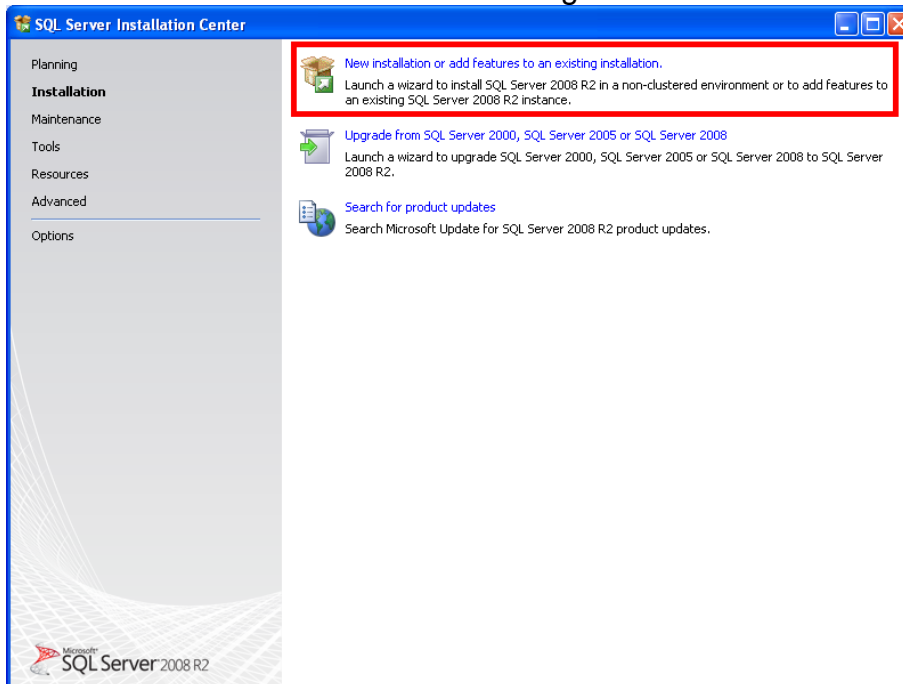 g
SQL Server Installation Center
Planning
Installation
Maintenance
Tools
Resources
Advanced
Options
New installation or add features to an existing installation.
Launch a wizard to install SQL Server 2008 R2 in a non-clustered environment or to add features to
an existing SQL Server 2008 R2 instance.
Upgrade from SQL Server 2000, SQL Server 2005 or SQL Server 2008
Launch a wizard to upgrade SQL Server 2000, SQL Server 2005 or SQL Server 2008 to SQL Server
2008 R2.
Search for product updates
Search Microsoft Update for SQL Server 2008 R2 product updates.
Microsoft
SQL Server 2008 R2